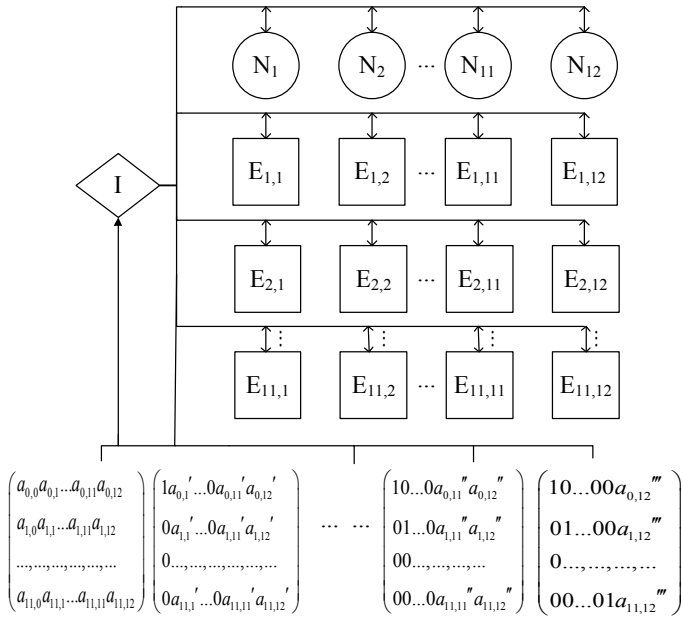 N1 N2 ... N11 N12
I
E1,1 E1,2 ... E1,11 E1,12
E2,1 E2,2 ... E2,11 E2,12
E11,1 E11,2 ... E11,11 E11,12
a0,0a0,1...a0,11a0,12 1a0,1′...0a0,11′a0,12′ 10...0a0,11″a0,12″ 10...00a0,12‴
a1,0a1,1...a1,11a1,12 0a1,1′...0a1,11′a1,12′ ... ... 01...0a1,11″a1,12″ 01...00a1,12‴
...,...,...,...,...,... 0...,...,...,...,...,... 00...,...,...,... 0...,...,...,...
a11,0a11,1...a11,11a11,12 0a11,1′...0a11,11′a11,12′ 00...0a11,11″a11,12″ 00...01a11,12‴